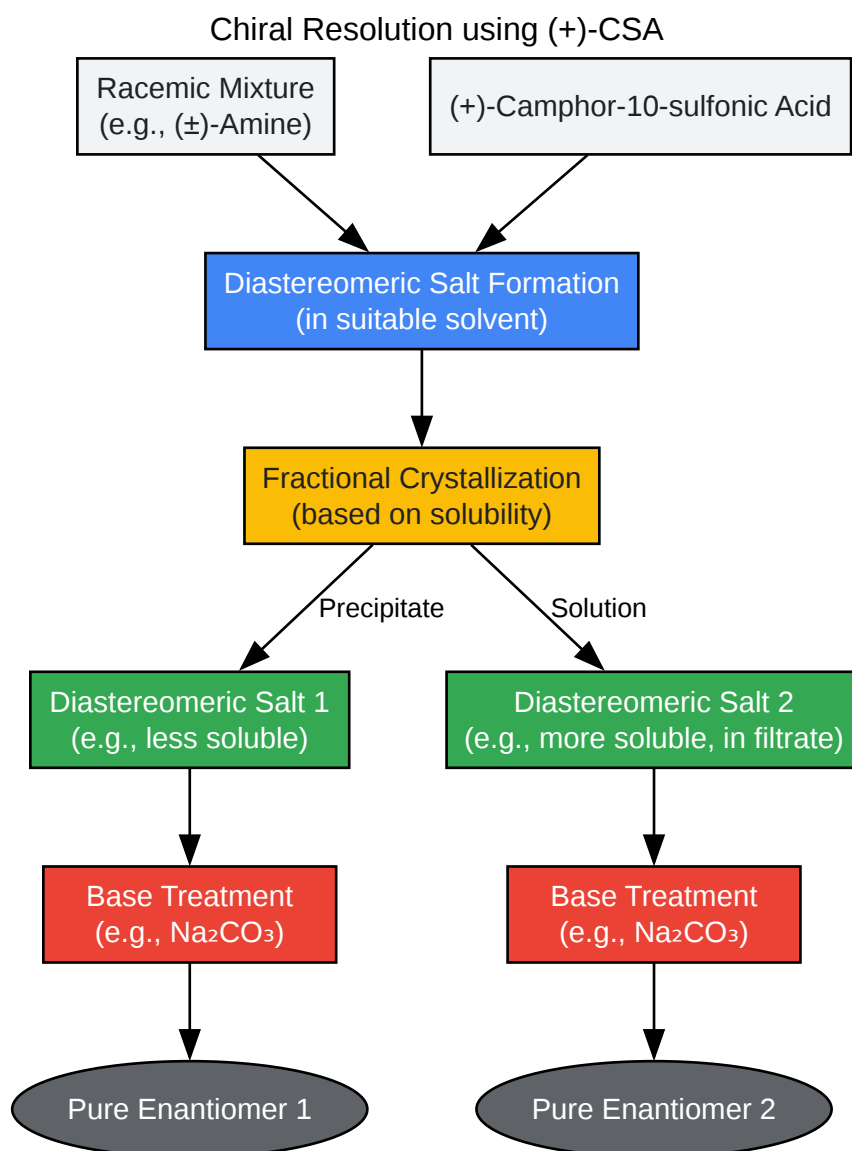 Chiral Resolution using (+)-CSA
Racemic Mixture
(e.g., (±)-Amine)
(+)-Camphor-10-sulfonic Acid
Diastereomeric Salt Formation
(in suitable solvent)
Fractional Crystallization
(based on solubility)
Precipitate
Solution
Diastereomeric Salt 1
(e.g., less soluble)
Diastereomeric Salt 2
(e.g., more soluble, in filtrate)
Base Treatment
(e.g., Na₂CO₃)
Base Treatment
(e.g., Na₂CO₃)
Pure Enantiomer 1
Pure Enantiomer 2